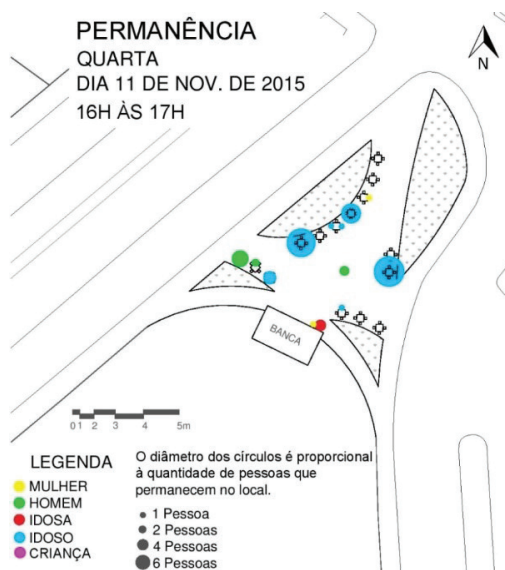 PERMANÊNCIA
QUARTA
DIA 11 DE NOV. DE 2015
16H ÀS 17H
N
BANCA
0 1 2 3 4 5m
LEGENDA
MULHER
HOMEM
IDOSA
IDOSO
CRIANÇA
O diâmetro dos círculos é proporcional
à quantidade de pessoas que
permanecem no local.
1 Pessoa
2 Pessoas
4 Pessoas
6 Pessoas